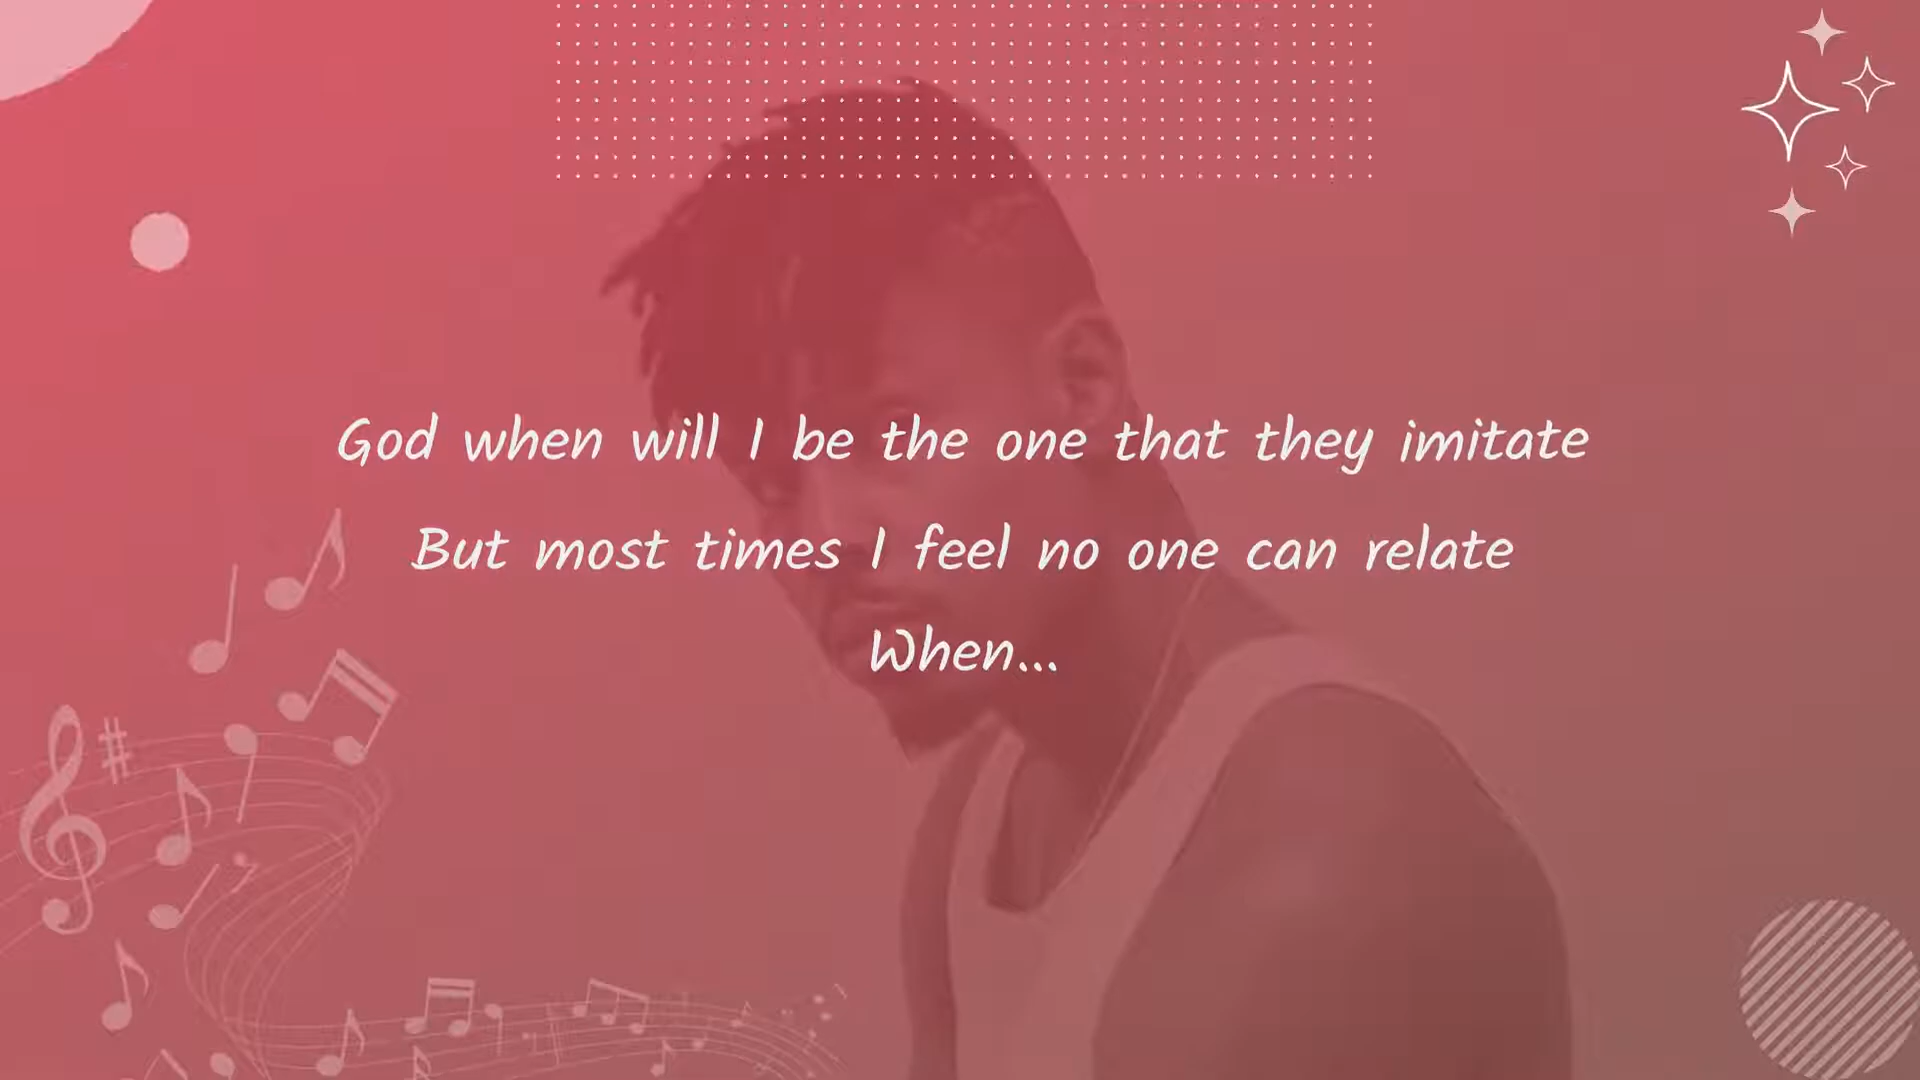 God when will I be the one that they imitate
But most times I feel no one can relate
When...